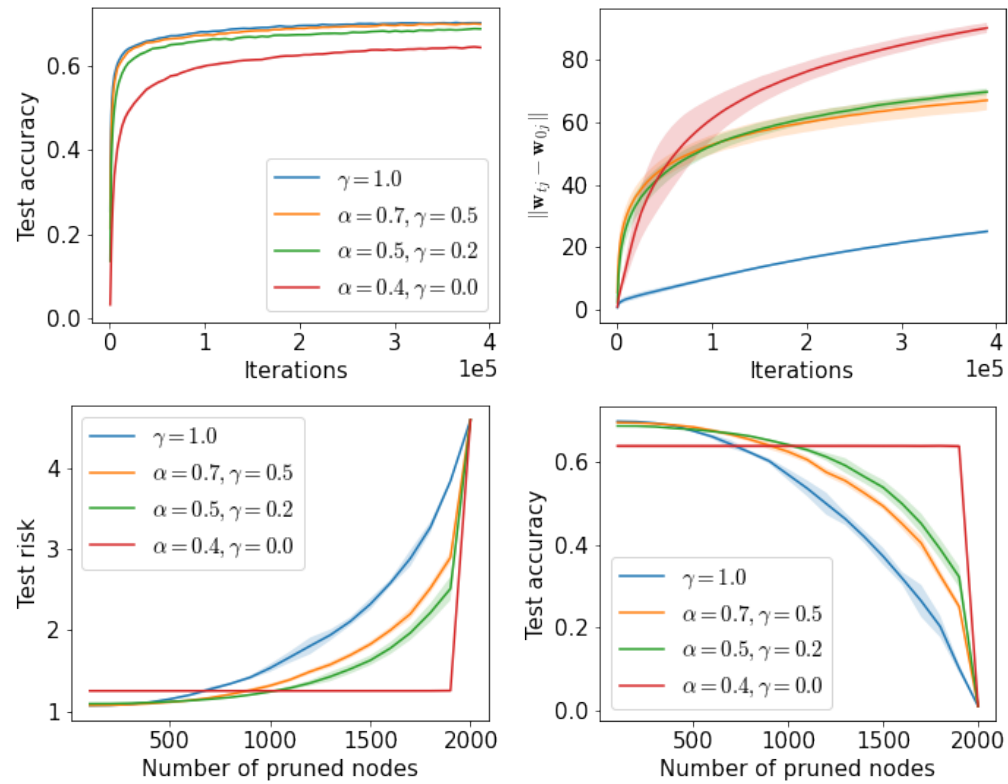 Test accuracy
0.6
0.4
0.2
0.0
γ = 1.0
α = 0.7, γ = 0.5
α = 0.5, γ = 0.2
α = 0.4, γ = 0.0
0 1 2 3 4
1e5
Iterations
‖w_{tj} − w_{0j}‖
80
60
40
20
0
0 1 2 3 4
1e5
Iterations
Test risk
4
3
2
1
γ = 1.0
α = 0.7, γ = 0.5
α = 0.5, γ = 0.2
α = 0.4, γ = 0.0
500 1000 1500 2000
Number of pruned nodes
Test accuracy
0.6
0.4
0.2
0.0
γ = 1.0
α = 0.7, γ = 0.5
α = 0.5, γ = 0.2
α = 0.4, γ = 0.0
500 1000 1500 2000
Number of pruned nodes